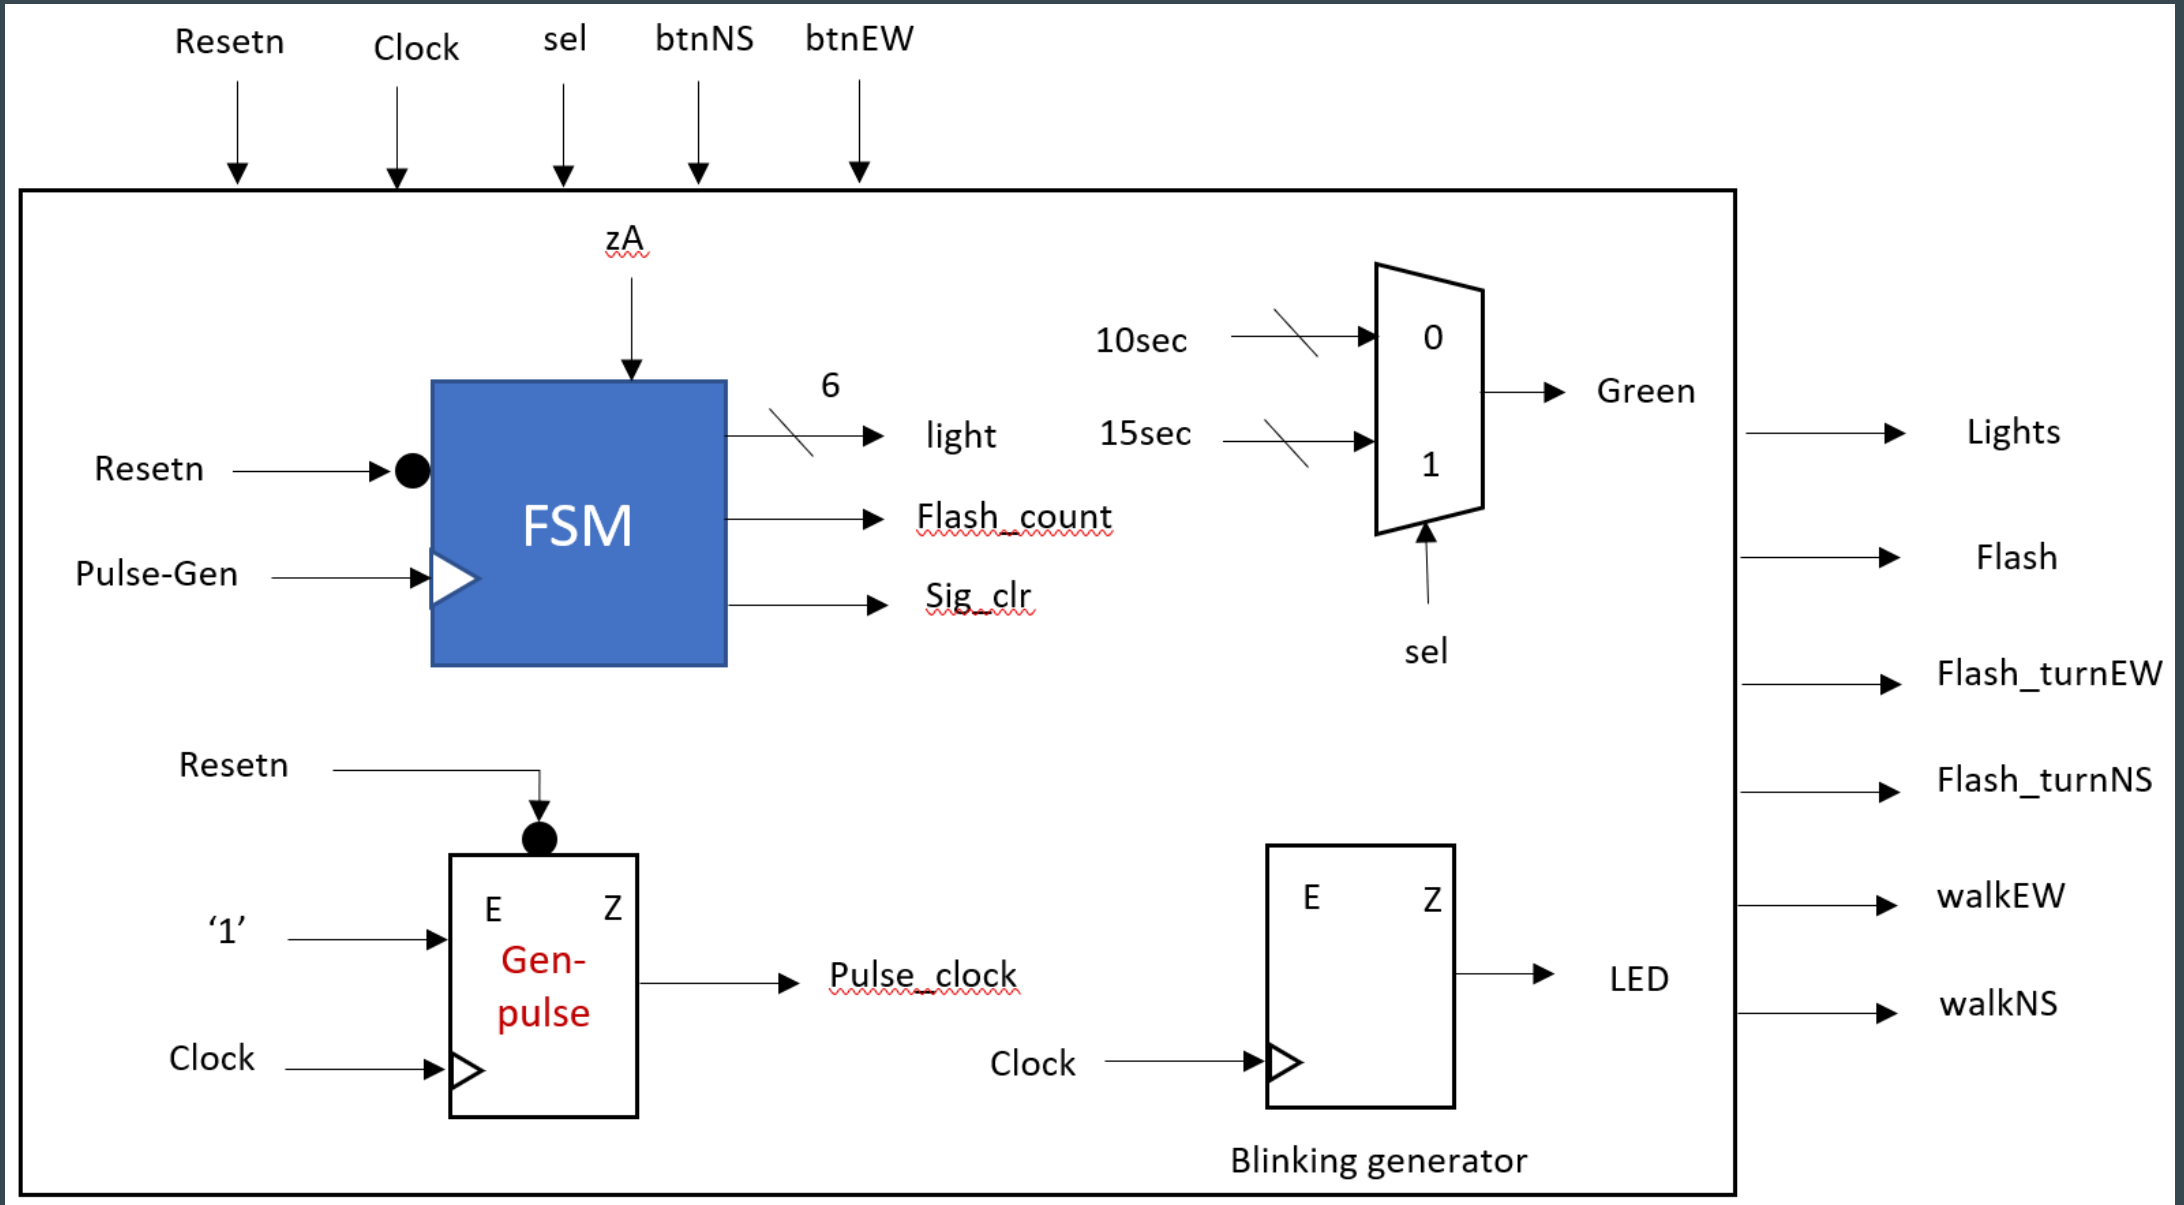 Resetn
Clock
sel
btnNS
btnEW
zA
10sec
0
Green
6
light
15sec
1
Lights
Resetn
FSM
Flash_count
Flash
Pulse-Gen
Sig_clr
sel
Flash_turnEW
Resetn
Flash_turnNS
E
Z
E
Z
walkEW
‘1’
Gen-
pulse
Pulse_clock
LED
walkNS
Clock
Clock
Blinking generator